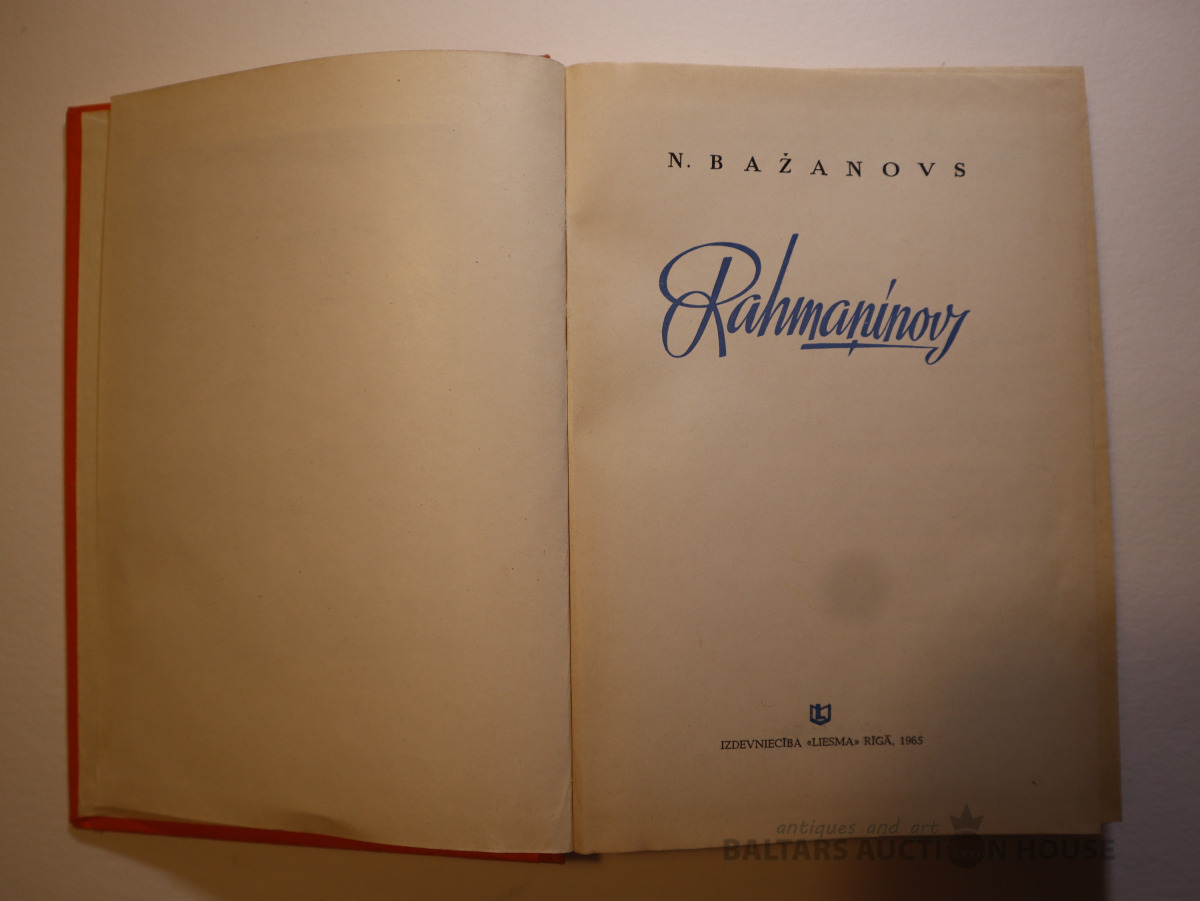 N. BAŽANOVS
Rahmaņinovs
IZDEVNIECĪBA «LIESMA» RĪGĀ, 1965
antiques and art
BALTARS AUCTION HOUSE